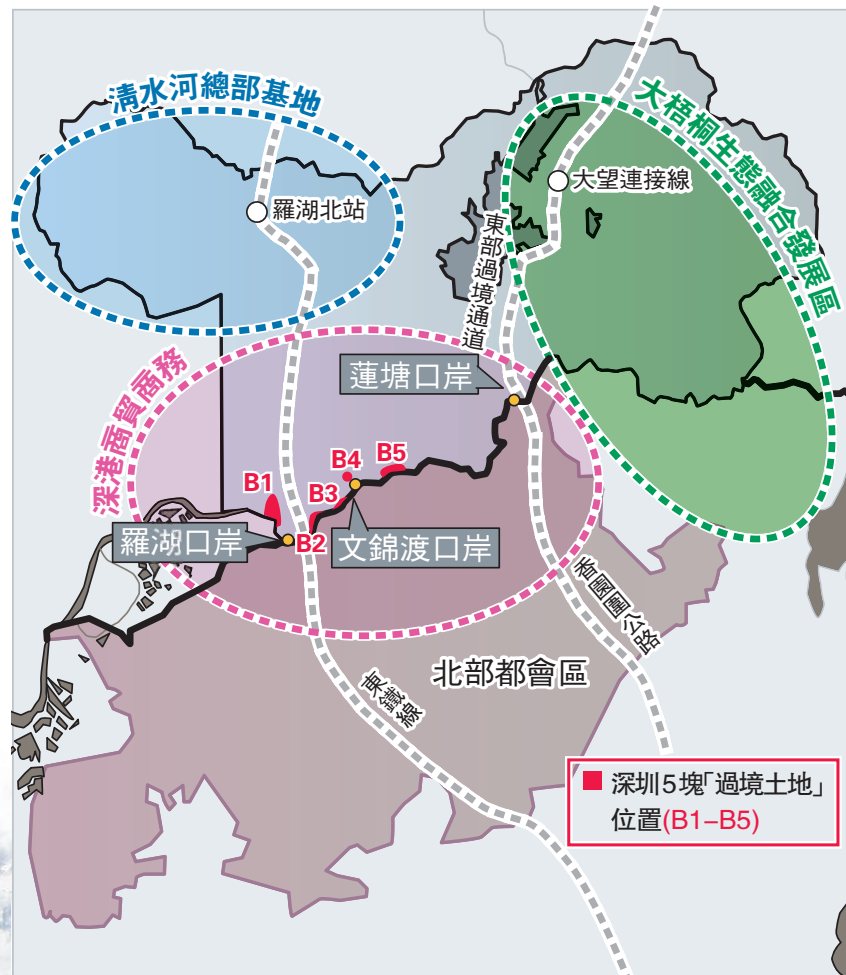 清水河總部基地
大梧桐生態融合發展區
羅湖北站
大望連接線
東部過境通道
蓮塘口岸
深港商貿商務
B5
B4
B1
B3
羅湖口岸
B2
文錦渡口岸
香園圍公路
北部都會區
東鐵線
深圳5塊「過境土地」
位置(B1–B5)